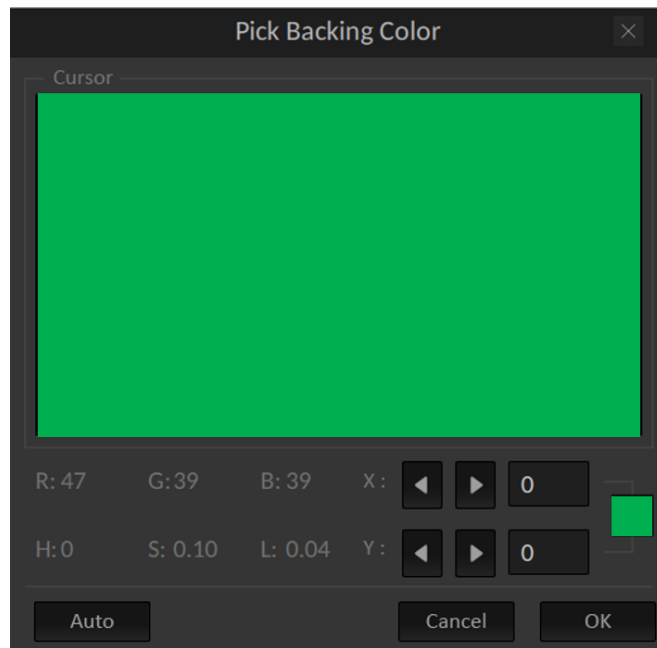 Pick Backing Color
Cursor
R: 47 G: 39 B: 39 X : 0
H: 0 S: 0.10 L: 0.04 Y : 0
Auto Cancel OK